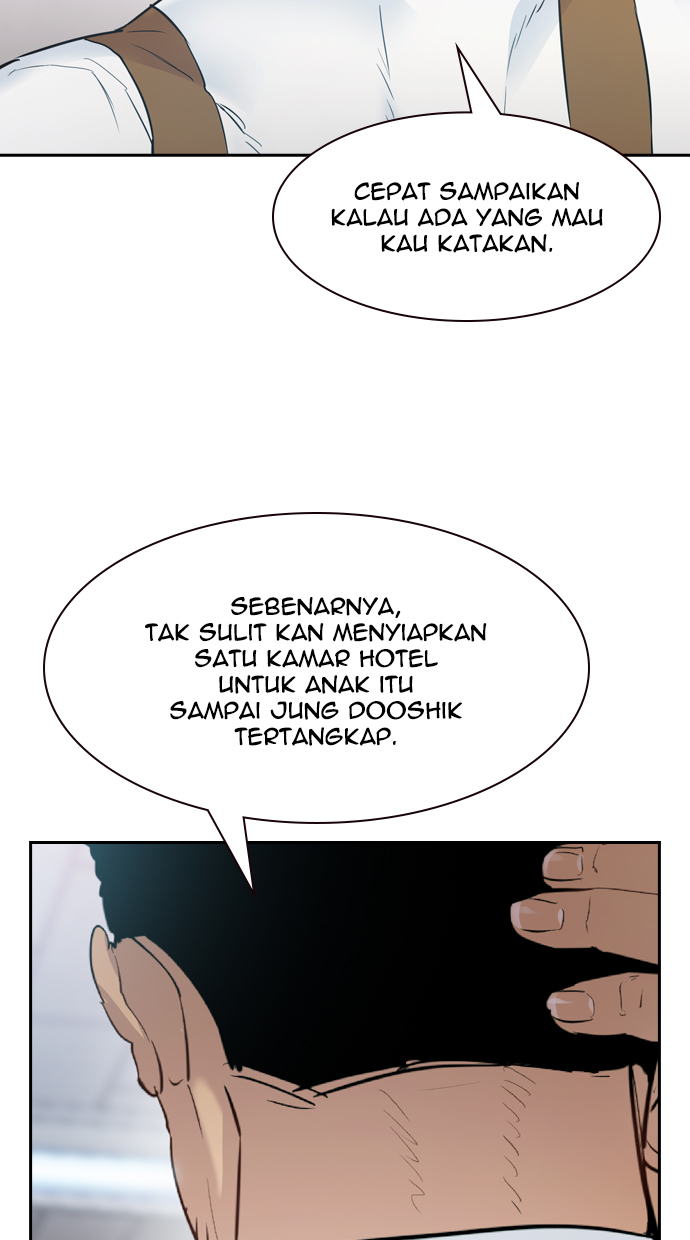 CEPAT SAMPAIKAN
KALAU ADA YANG MAU
KAU KATAKAN.
SEBENARNYA,
TAK SULIT KAN MENYIAPKAN
SATU KAMAR HOTEL
UNTUK ANAK ITU
SAMPAI JUNG DOOSHIK
TERTANGKAP.